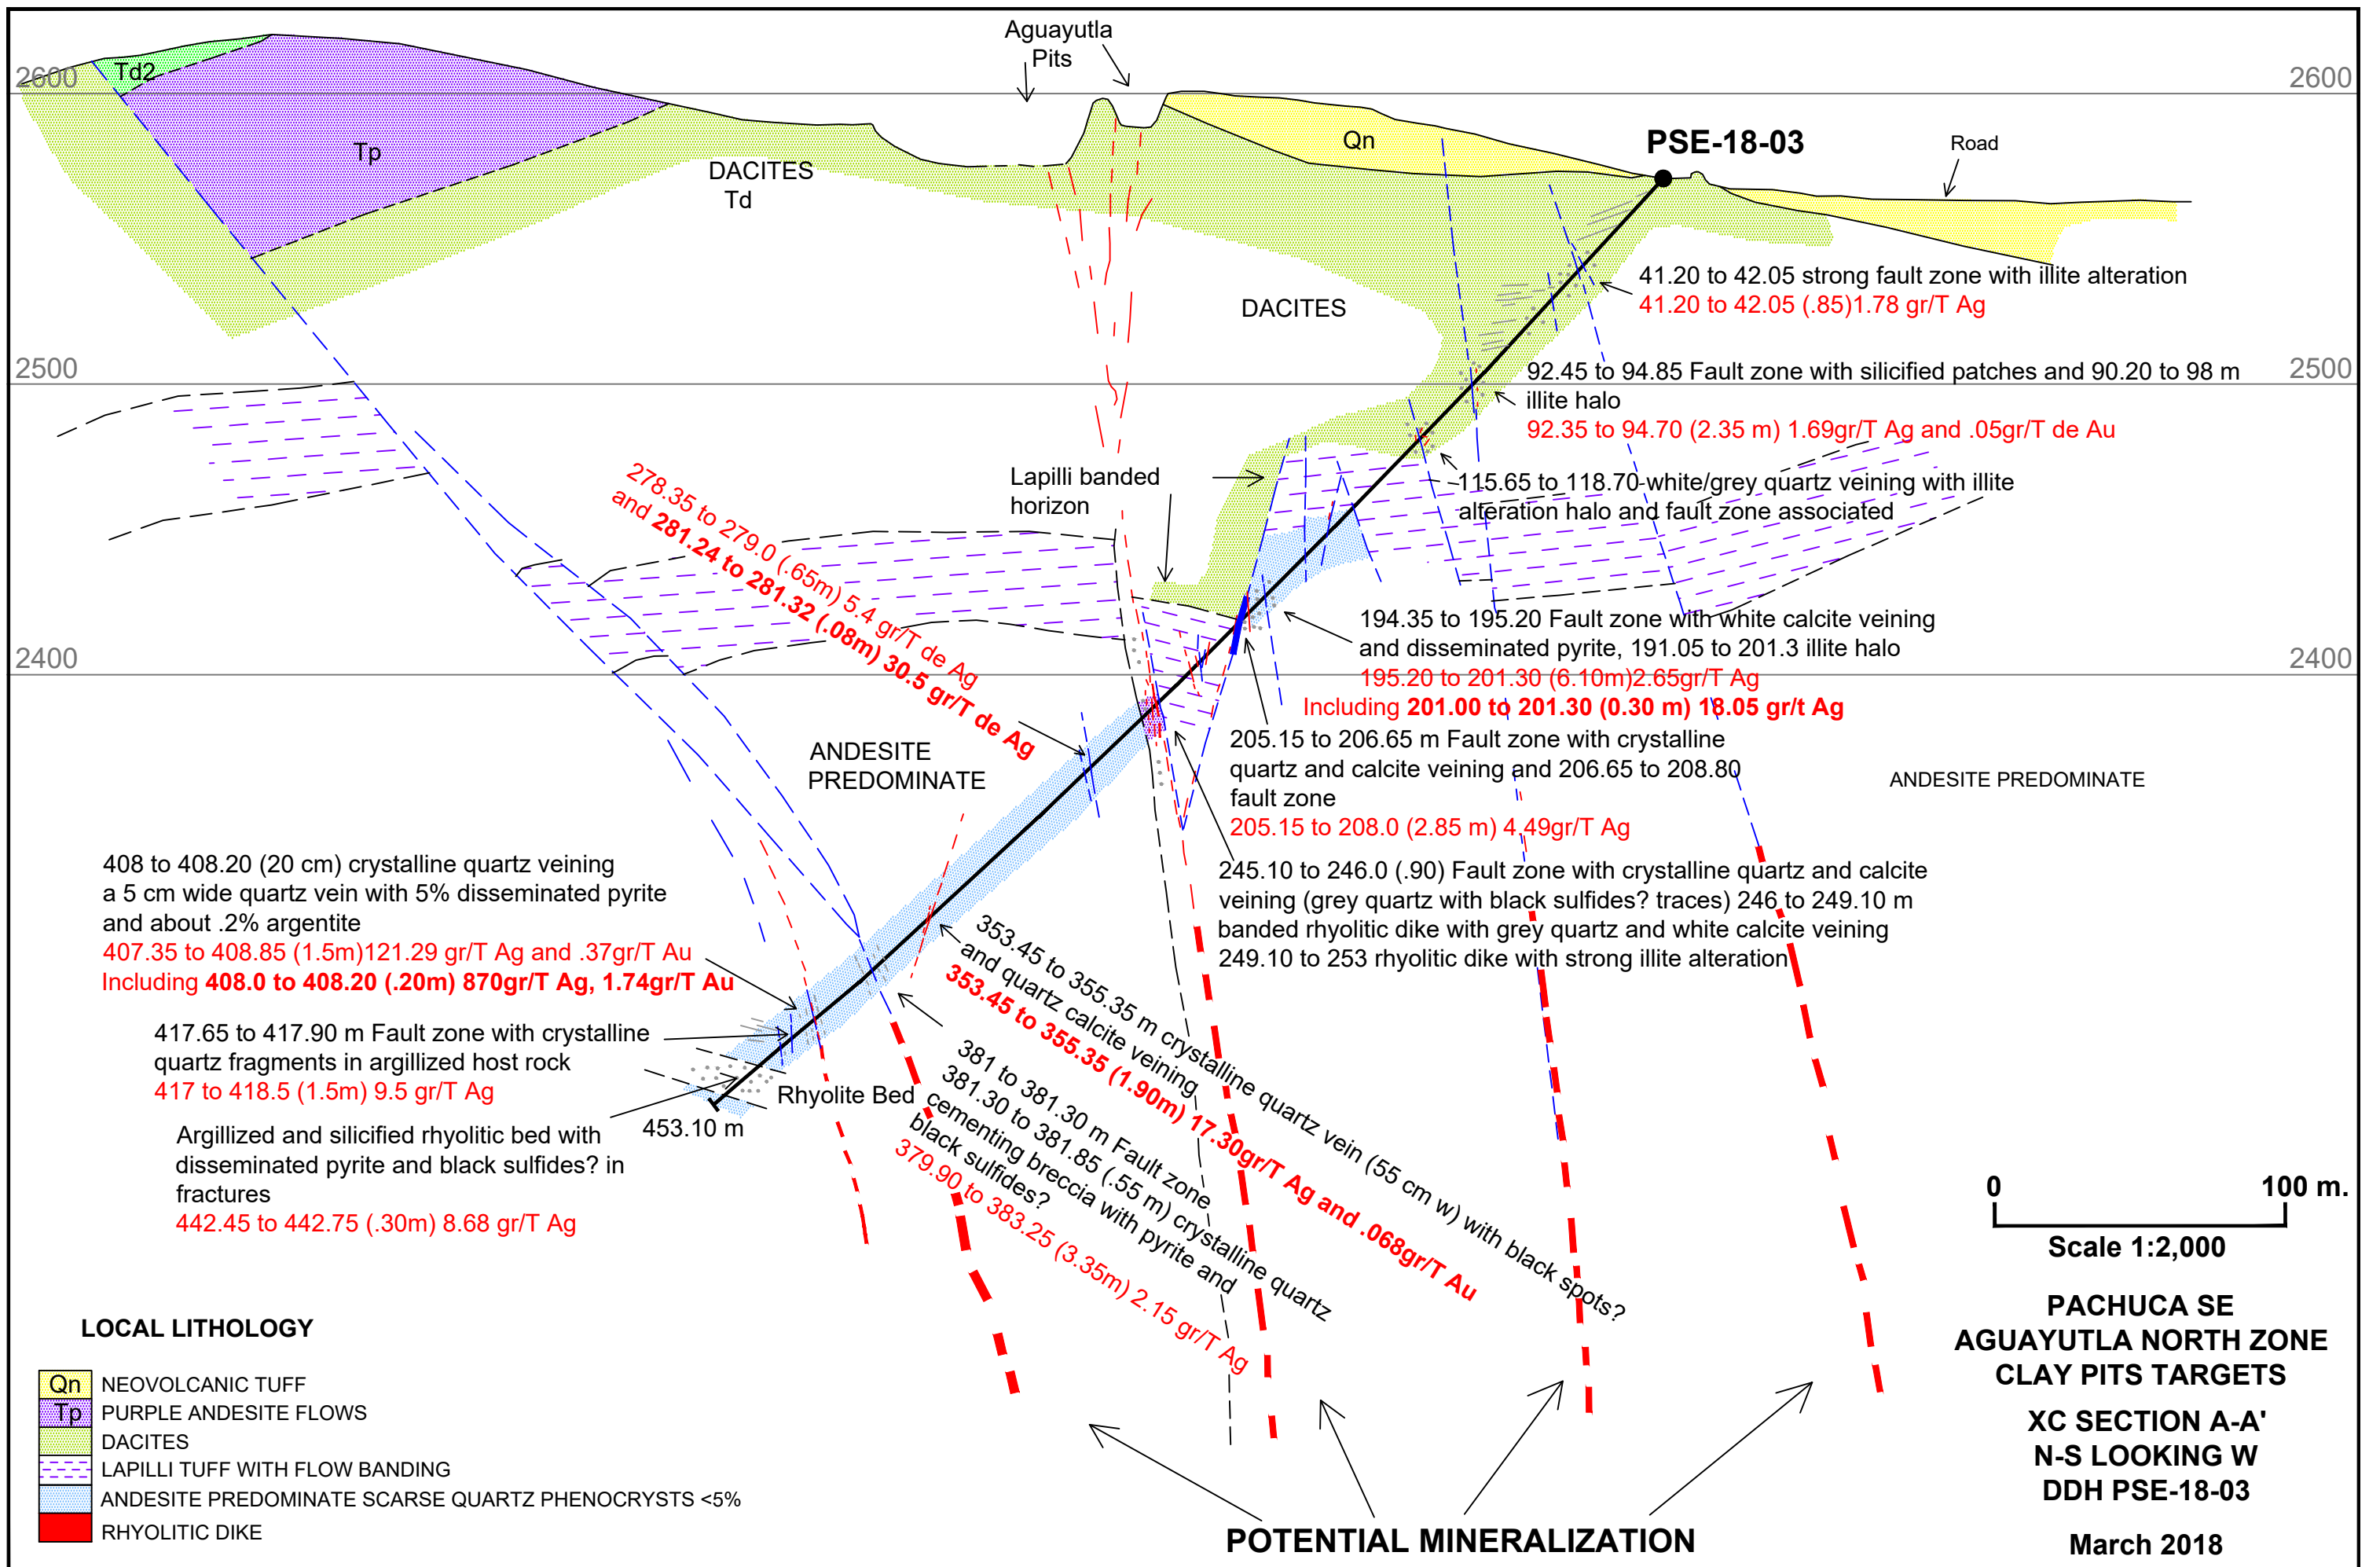 Aguayutla
Pits
2600
2600
Td2
Tp
Qn
PSE-18-03
Road
DACITES
Td
DACITES
41.20 to 42.05 strong fault zone with illite alteration
41.20 to 42.05 (.85)1.78 gr/T Ag
2500
2500
92.45 to 94.85 Fault zone with silicified patches and 90.20 to 98 m
illite halo
92.35 to 94.70 (2.35 m) 1.69gr/T Ag and .05gr/T de Au
Lapilli banded
horizon
115.65 to 118.70 white/grey quartz veining with illite
alteration halo and fault zone associated
278.35 to 279.0 (.65m) 5.4 gr/T de Ag
and 281.24 to 281.32 (.08m) 30.5 gr/T de Ag
194.35 to 195.20 Fault zone with white calcite veining
and disseminated pyrite, 191.05 to 201.3 illite halo
195.20 to 201.30 (6.10m)2.65gr/T Ag
Including 201.00 to 201.30 (0.30 m) 18.05 gr/t Ag
2400
2400
205.15 to 206.65 m Fault zone with crystalline
quartz and calcite veining and 206.65 to 208.80
fault zone
205.15 to 208.0 (2.85 m) 4.49gr/T Ag
ANDESITE
PREDOMINATE
ANDESITE PREDOMINATE
245.10 to 246.0 (.90) Fault zone with crystalline quartz and calcite
veining (grey quartz with black sulfides? traces) 246 to 249.10 m
banded rhyolitic dike with grey quartz and white calcite veining
249.10 to 253 rhyolitic dike with strong illite alteration
408 to 408.20 (20 cm) crystalline quartz veining
a 5 cm wide quartz vein with 5% disseminated pyrite
and about .2% argentite
407.35 to 408.85 (1.5m)121.29 gr/T Ag and .37gr/T Au
Including 408.0 to 408.20 (.20m) 870gr/T Ag, 1.74gr/T Au
353.45 to 355.35 m crystalline quartz vein (55 cm w) with black spots?
and quartz calcite veining
353.45 to 355.35 (1.90m) 17.30gr/T Ag and .068gr/T Au
417.65 to 417.90 m Fault zone with crystalline
quartz fragments in argillized host rock
417 to 418.5 (1.5m) 9.5 gr/T Ag
381 to 381.30 m Fault zone
381.30 to 381.85 (.55 m) crystalline quartz
cementing breccia with pyrite and
black sulfides?
379.90 to 383.25 (3.35m) 2.15 gr/T Ag
Rhyolite Bed
453.10 m
Argillized and silicified rhyolitic bed with
disseminated pyrite and black sulfides? in
fractures
442.45 to 442.75 (.30m) 8.68 gr/T Ag
0
100 m.
Scale 1:2,000
LOCAL LITHOLOGY
Qn NEOVOLCANIC TUFF
Tp PURPLE ANDESITE FLOWS
DACITES
LAPILLI TUFF WITH FLOW BANDING
ANDESITE PREDOMINATE SCARSE QUARTZ PHENOCRYSTS <5%
RHYOLITIC DIKE
POTENTIAL MINERALIZATION
PACHUCA SE
AGUAYUTLA NORTH ZONE
CLAY PITS TARGETS
XC SECTION A-A'
N-S LOOKING W
DDH PSE-18-03
March 2018